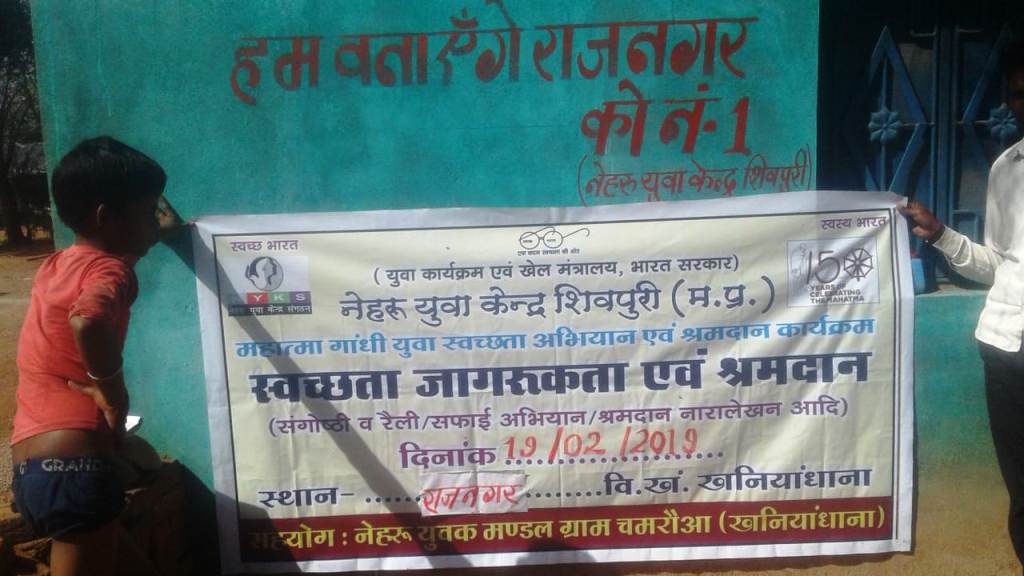 हम बताएँगे राजनगर
को नं-1
(नेहरू युवा केन्द्र शिवपुरी)
स्वच्छ भारत
स्वस्थ भारत
एक कदम स्वच्छता की ओर
(युवा कार्यक्रम एवं खेल मंत्रालय, भारत सरकार)
150
YEARS OF
CELEBRATING
THE MAHATMA
YKS
युवा केन्द्र संगठन
नेहरू युवा केन्द्र शिवपुरी (म.प्र.)
महात्मा गांधी युवा स्वच्छता अभियान एवं श्रमदान कार्यक्रम
स्वच्छता जागरूकता एवं श्रमदान
(संगोष्ठी व रैली/सफाई अभियान/श्रमदान नारालेखन आदि)
दिनांक 19/02/2019
स्थान- ......राजनगर.........वि.खं. खनियांधाना
सहयोग : नेहरू युवक मण्डल ग्राम चमरौआ (खनियांधाना)
GRAND